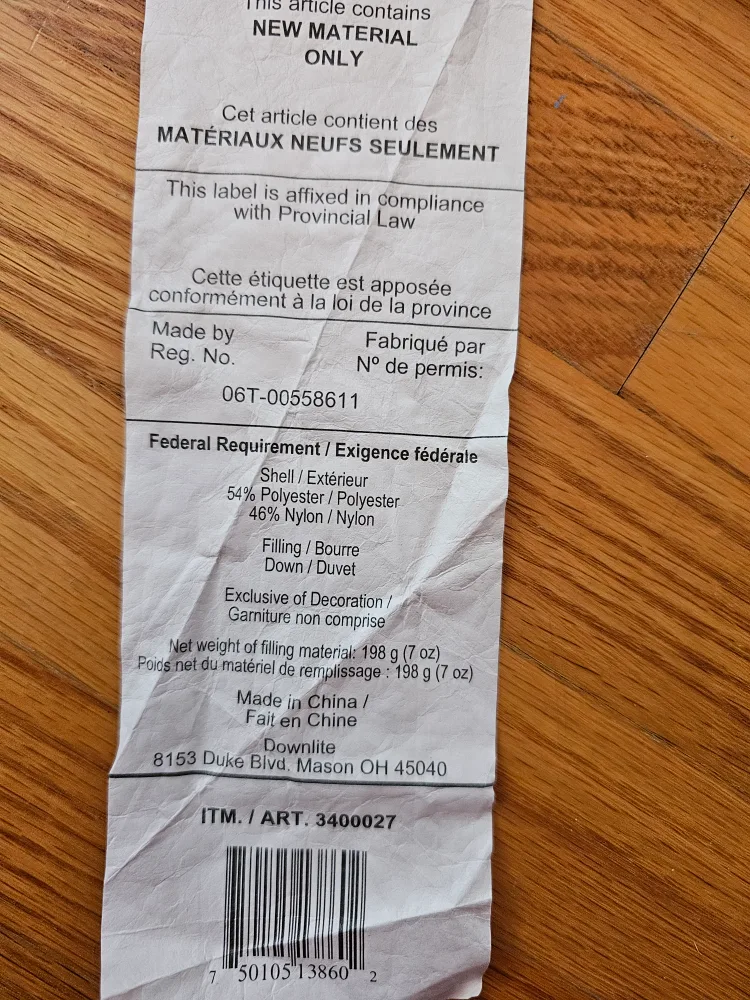 This article contains
NEW MATERIAL
ONLY
Cet article contient des
MATÉRIAUX NEUFS SEULEMENT
This label is affixed in compliance
with Provincial Law
Cette étiquette est apposée
conformément à la loi de la province
Made by Fabriqué par
Reg. No. Nº de permis:
06T-00558611
Federal Requirement / Exigence fédérale
Shell / Extérieur
54% Polyester / Polyester
46% Nylon / Nylon
Filling / Bourre
Down / Duvet
Exclusive of Decoration /
Garniture non comprise
Net weight of filling material: 198 g (7 oz)
Poids net du matériel de remplissage : 198 g (7 oz)
Made in China /
Fait en Chine
Downlite
8153 Duke Blvd. Mason OH 45040
ITM. / ART. 3400027
7 50105 13860 2